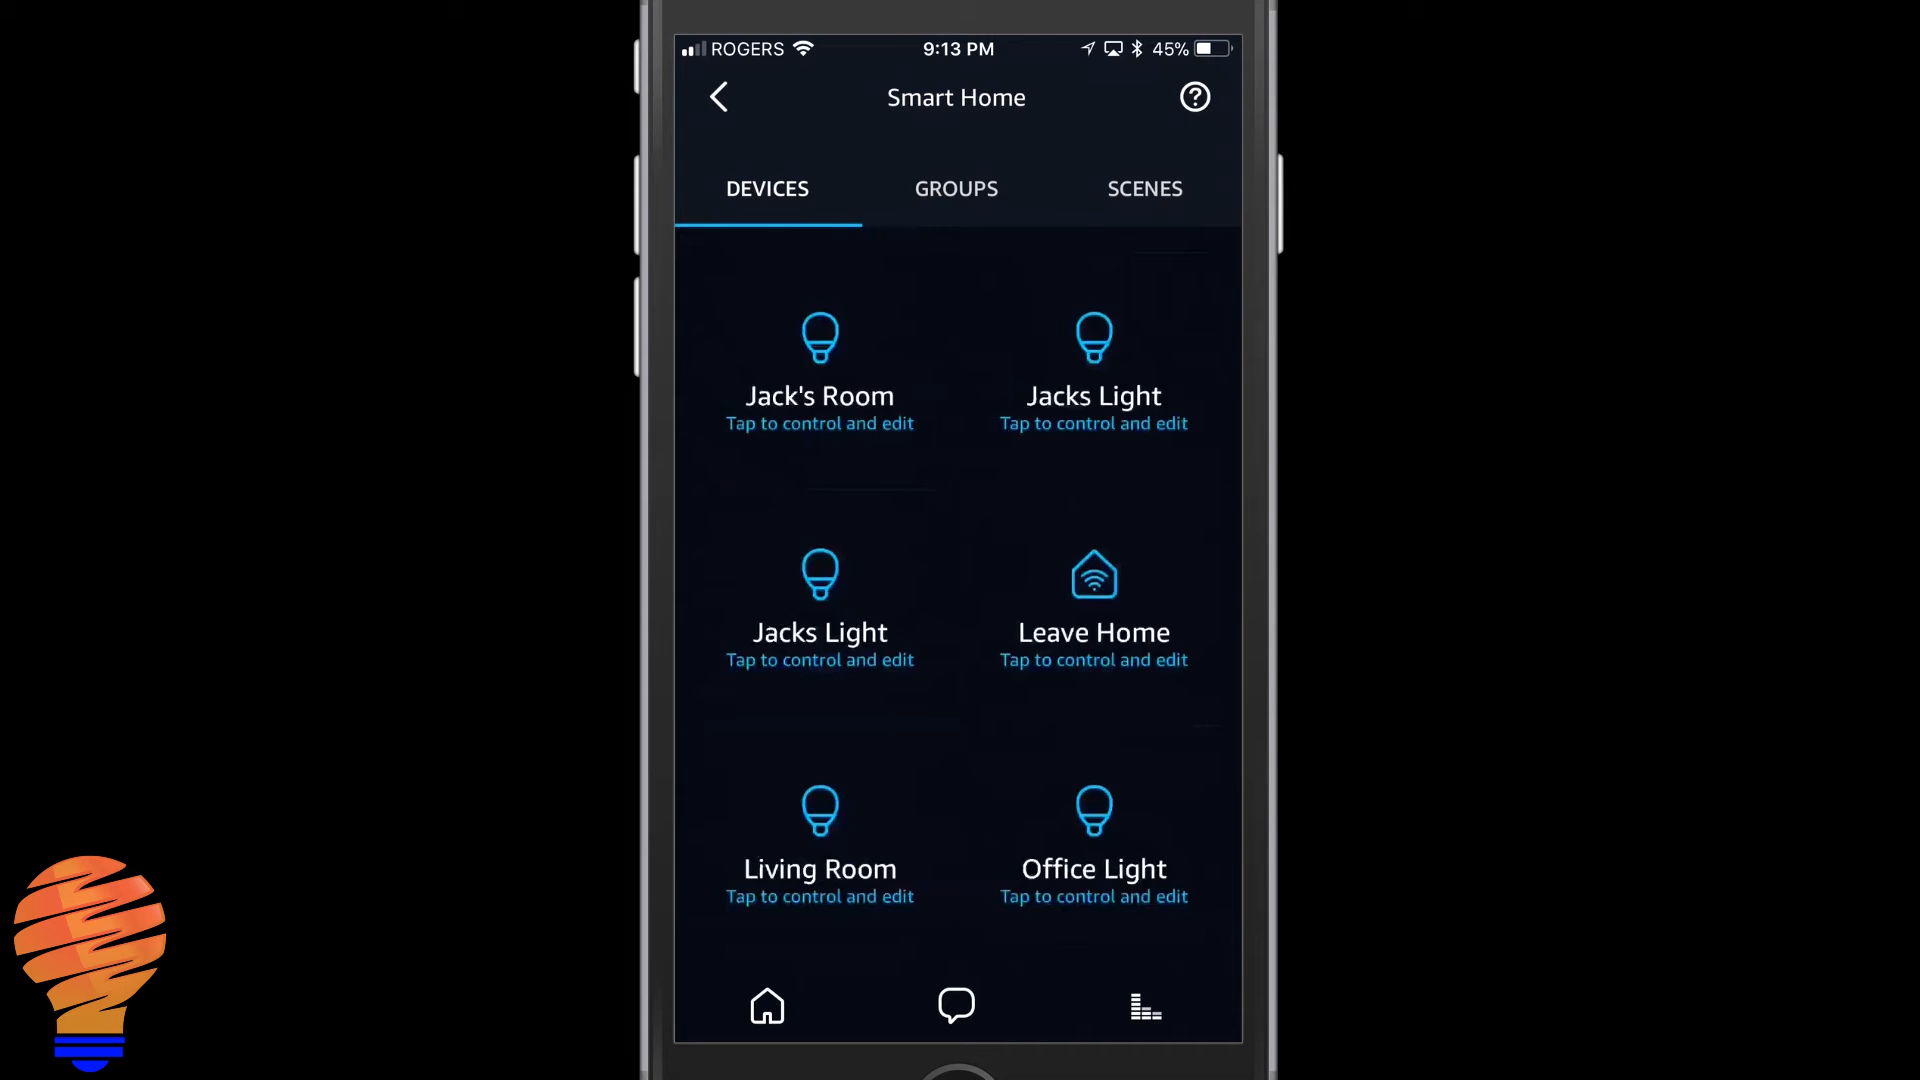 ROGERS 9:13 PM 45%
Smart Home
DEVICES GROUPS SCENES
Jack's Room Jacks Light
Tap to control and edit Tap to control and edit
Jacks Light Leave Home
Tap to control and edit Tap to control and edit
Living Room Office Light
Tap to control and edit Tap to control and edit